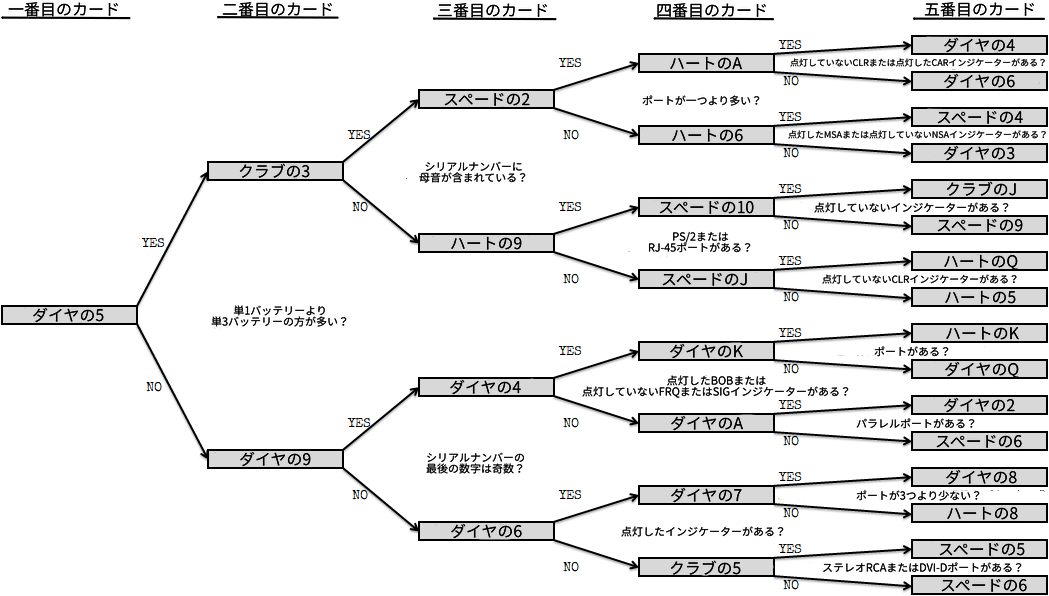 一番目のカード
二番目のカード
三番目のカード
四番目のカード
五番目のカード
ダイヤの5
YES
NO
単1バッテリーより
単3バッテリーの方が多い？
クラブの3
YES
NO
ダイヤの9
YES
NO
シリアルナンバーに
母音が含まれている？
シリアルナンバーの
最後の数字は奇数？
スペードの2
YES
NO
ハートの9
YES
NO
ダイヤの4
YES
NO
ダイヤの6
YES
NO
ポートが一つより多い？
PS/2または
RJ-45ポートがある？
点灯したBOBまたは
点灯していないFRQまたはSIGインジケーターがある？
点灯したインジケーターがある？
ハートのA
YES
点灯していないCLRまたは点灯したCARインジケーターがある？
NO
ハートの6
YES
点灯したMSAまたは点灯していないNSAインジケーターがある？
NO
スペードの10
YES
点灯していないインジケーターがある？
NO
スペードのJ
YES
点灯していないCLRインジケーターがある？
NO
ダイヤのK
YES
ポートがある？
NO
ダイヤのA
YES
パラレルポートがある？
NO
ダイヤの7
YES
ポートが3つより少ない？
NO
クラブの5
YES
ステレオRCAまたはDVI-Dポートがある？
NO
ダイヤの4
ダイヤの6
スペードの4
ダイヤの3
クラブのJ
スペードの9
ハートのQ
ハートの5
ハートのK
ダイヤのQ
ダイヤの2
スペードの6
ダイヤの8
ハートの8
スペードの5
スペードの6